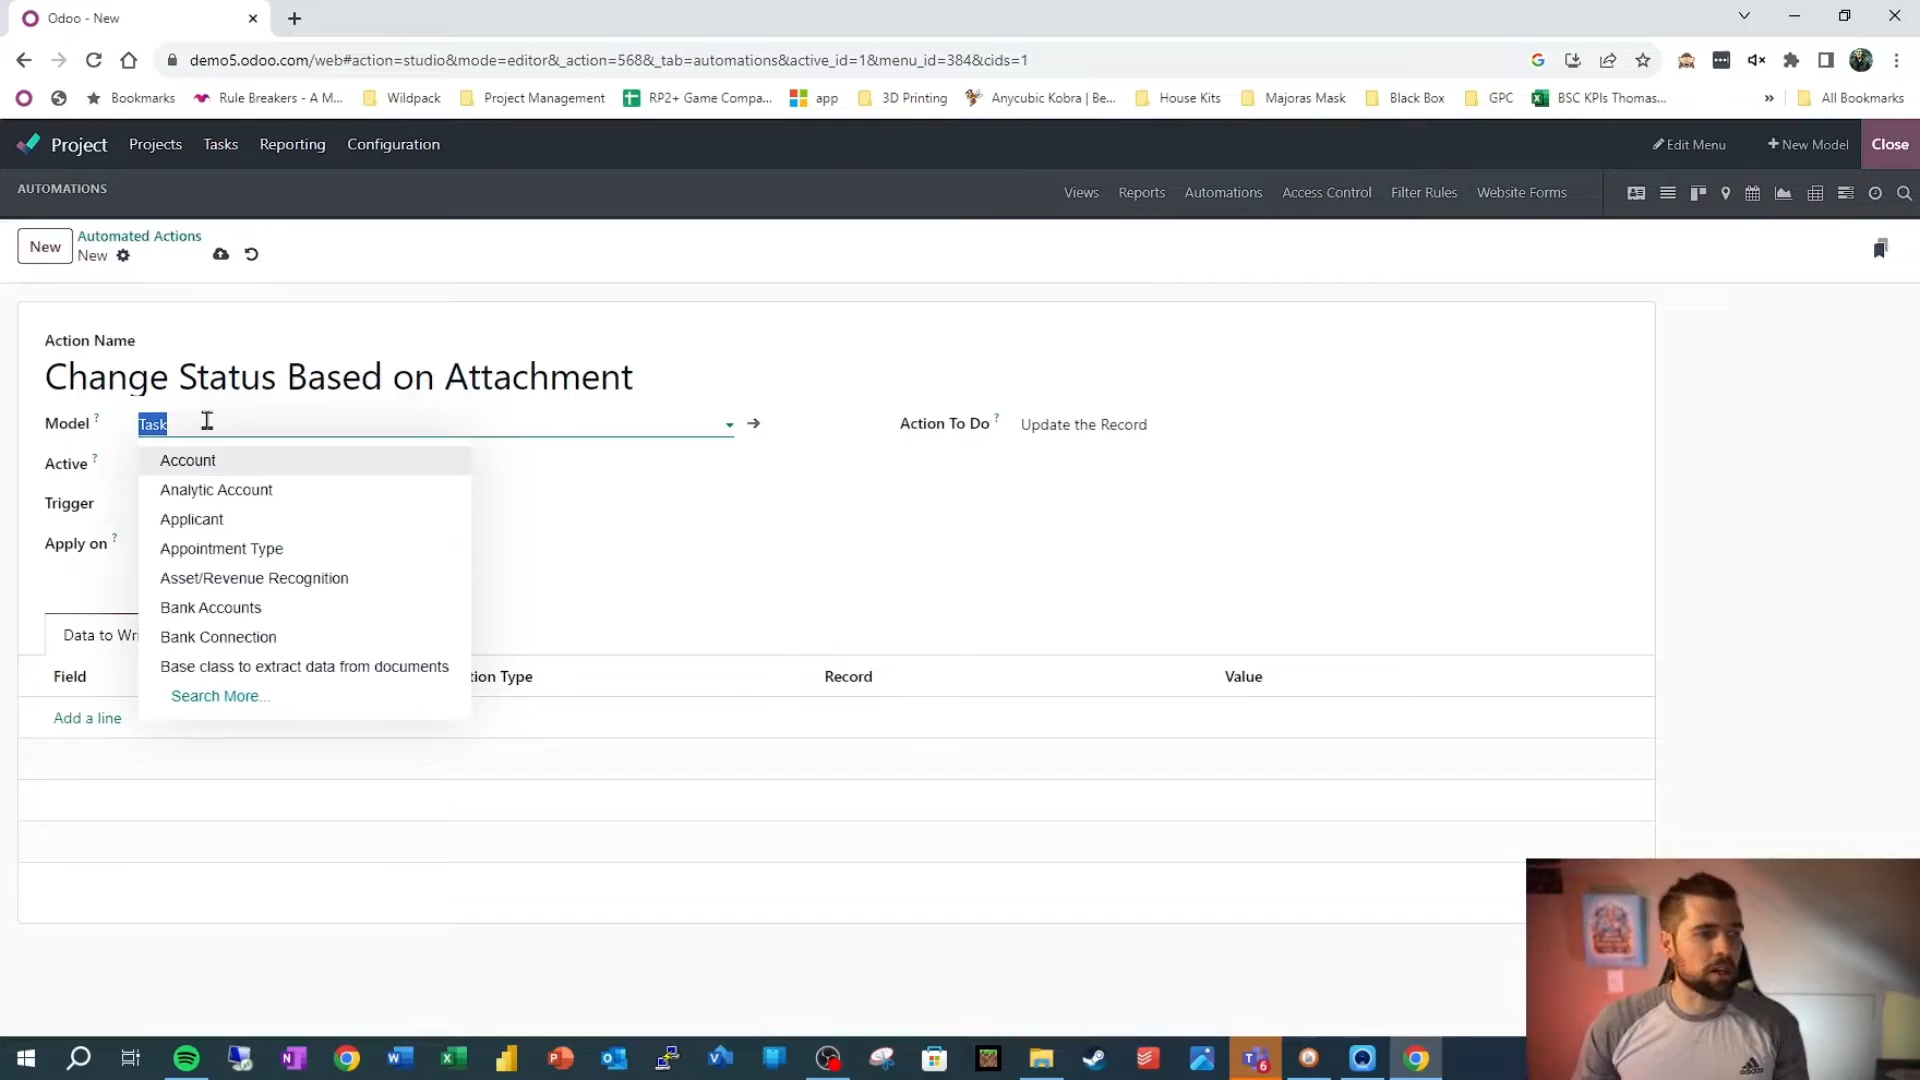 Odoo - New
demo5.odoo.com/web#action=studio&mode=editor&_action=568&_tab=automations&active_id=1&menu_id=384&cids=1
Bookmarks
Rule Breakers - A M...
Wildpack
Project Management
RP2+ Game Compa...
app
3D Printing
Anycubic Kobra | Be...
House Kits
Majoras Mask
Black Box
GPC
BSC KPIs Thomas...
»
All Bookmarks
Project
Projects
Tasks
Reporting
Configuration
Edit Menu
+ New Model
Close
AUTOMATIONS
Views
Reports
Automations
Access Control
Filter Rules
Website Forms
New
Automated Actions
New
Action Name
Change Status Based on Attachment
Model ?
Task
Action To Do ?
Update the Record
Active ?
Trigger
Apply on ?
Account
Analytic Account
Applicant
Appointment Type
Asset/Revenue Recognition
Bank Accounts
Bank Connection
Base class to extract data from documents
Search More...
Data to Wri
Field
tion Type
Record
Value
Add a line